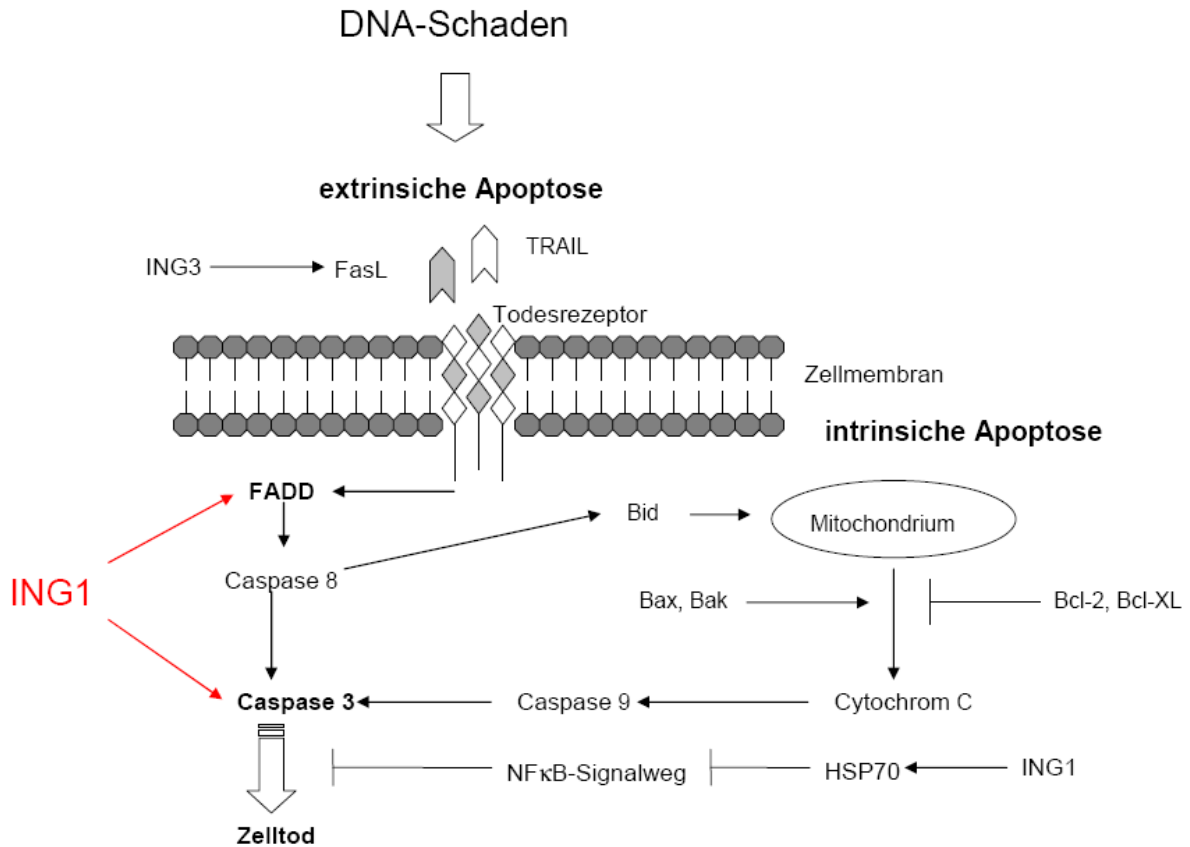 DNA-Schaden
extrinsiche Apoptose
TRAIL
ING3
FasL
Todesrezeptor
Zellmembran
intrinsiche Apoptose
FADD
Bid
Mitochondrium
Caspase 8
ING1
Bax, Bak
Bcl-2, Bcl-XL
Caspase 3
Caspase 9
Cytochrom C
NFκB-Signalweg
HSP70
ING1
Zelltod